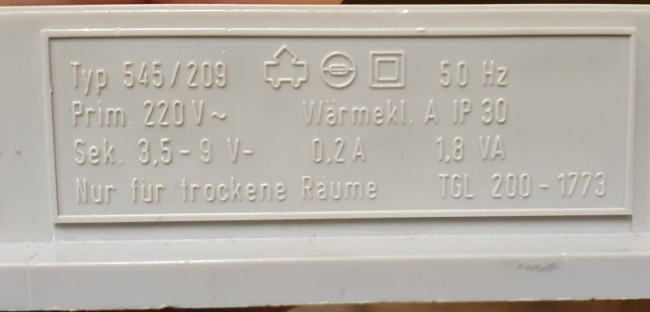 Typ 545/209 50 Hz
Prim. 220 V~ Wärmekl. A IP 30
Sek. 3,5 - 9 V- 0,2 A 1,8 VA
Nur für trockene Räume TGL 200 - 1773